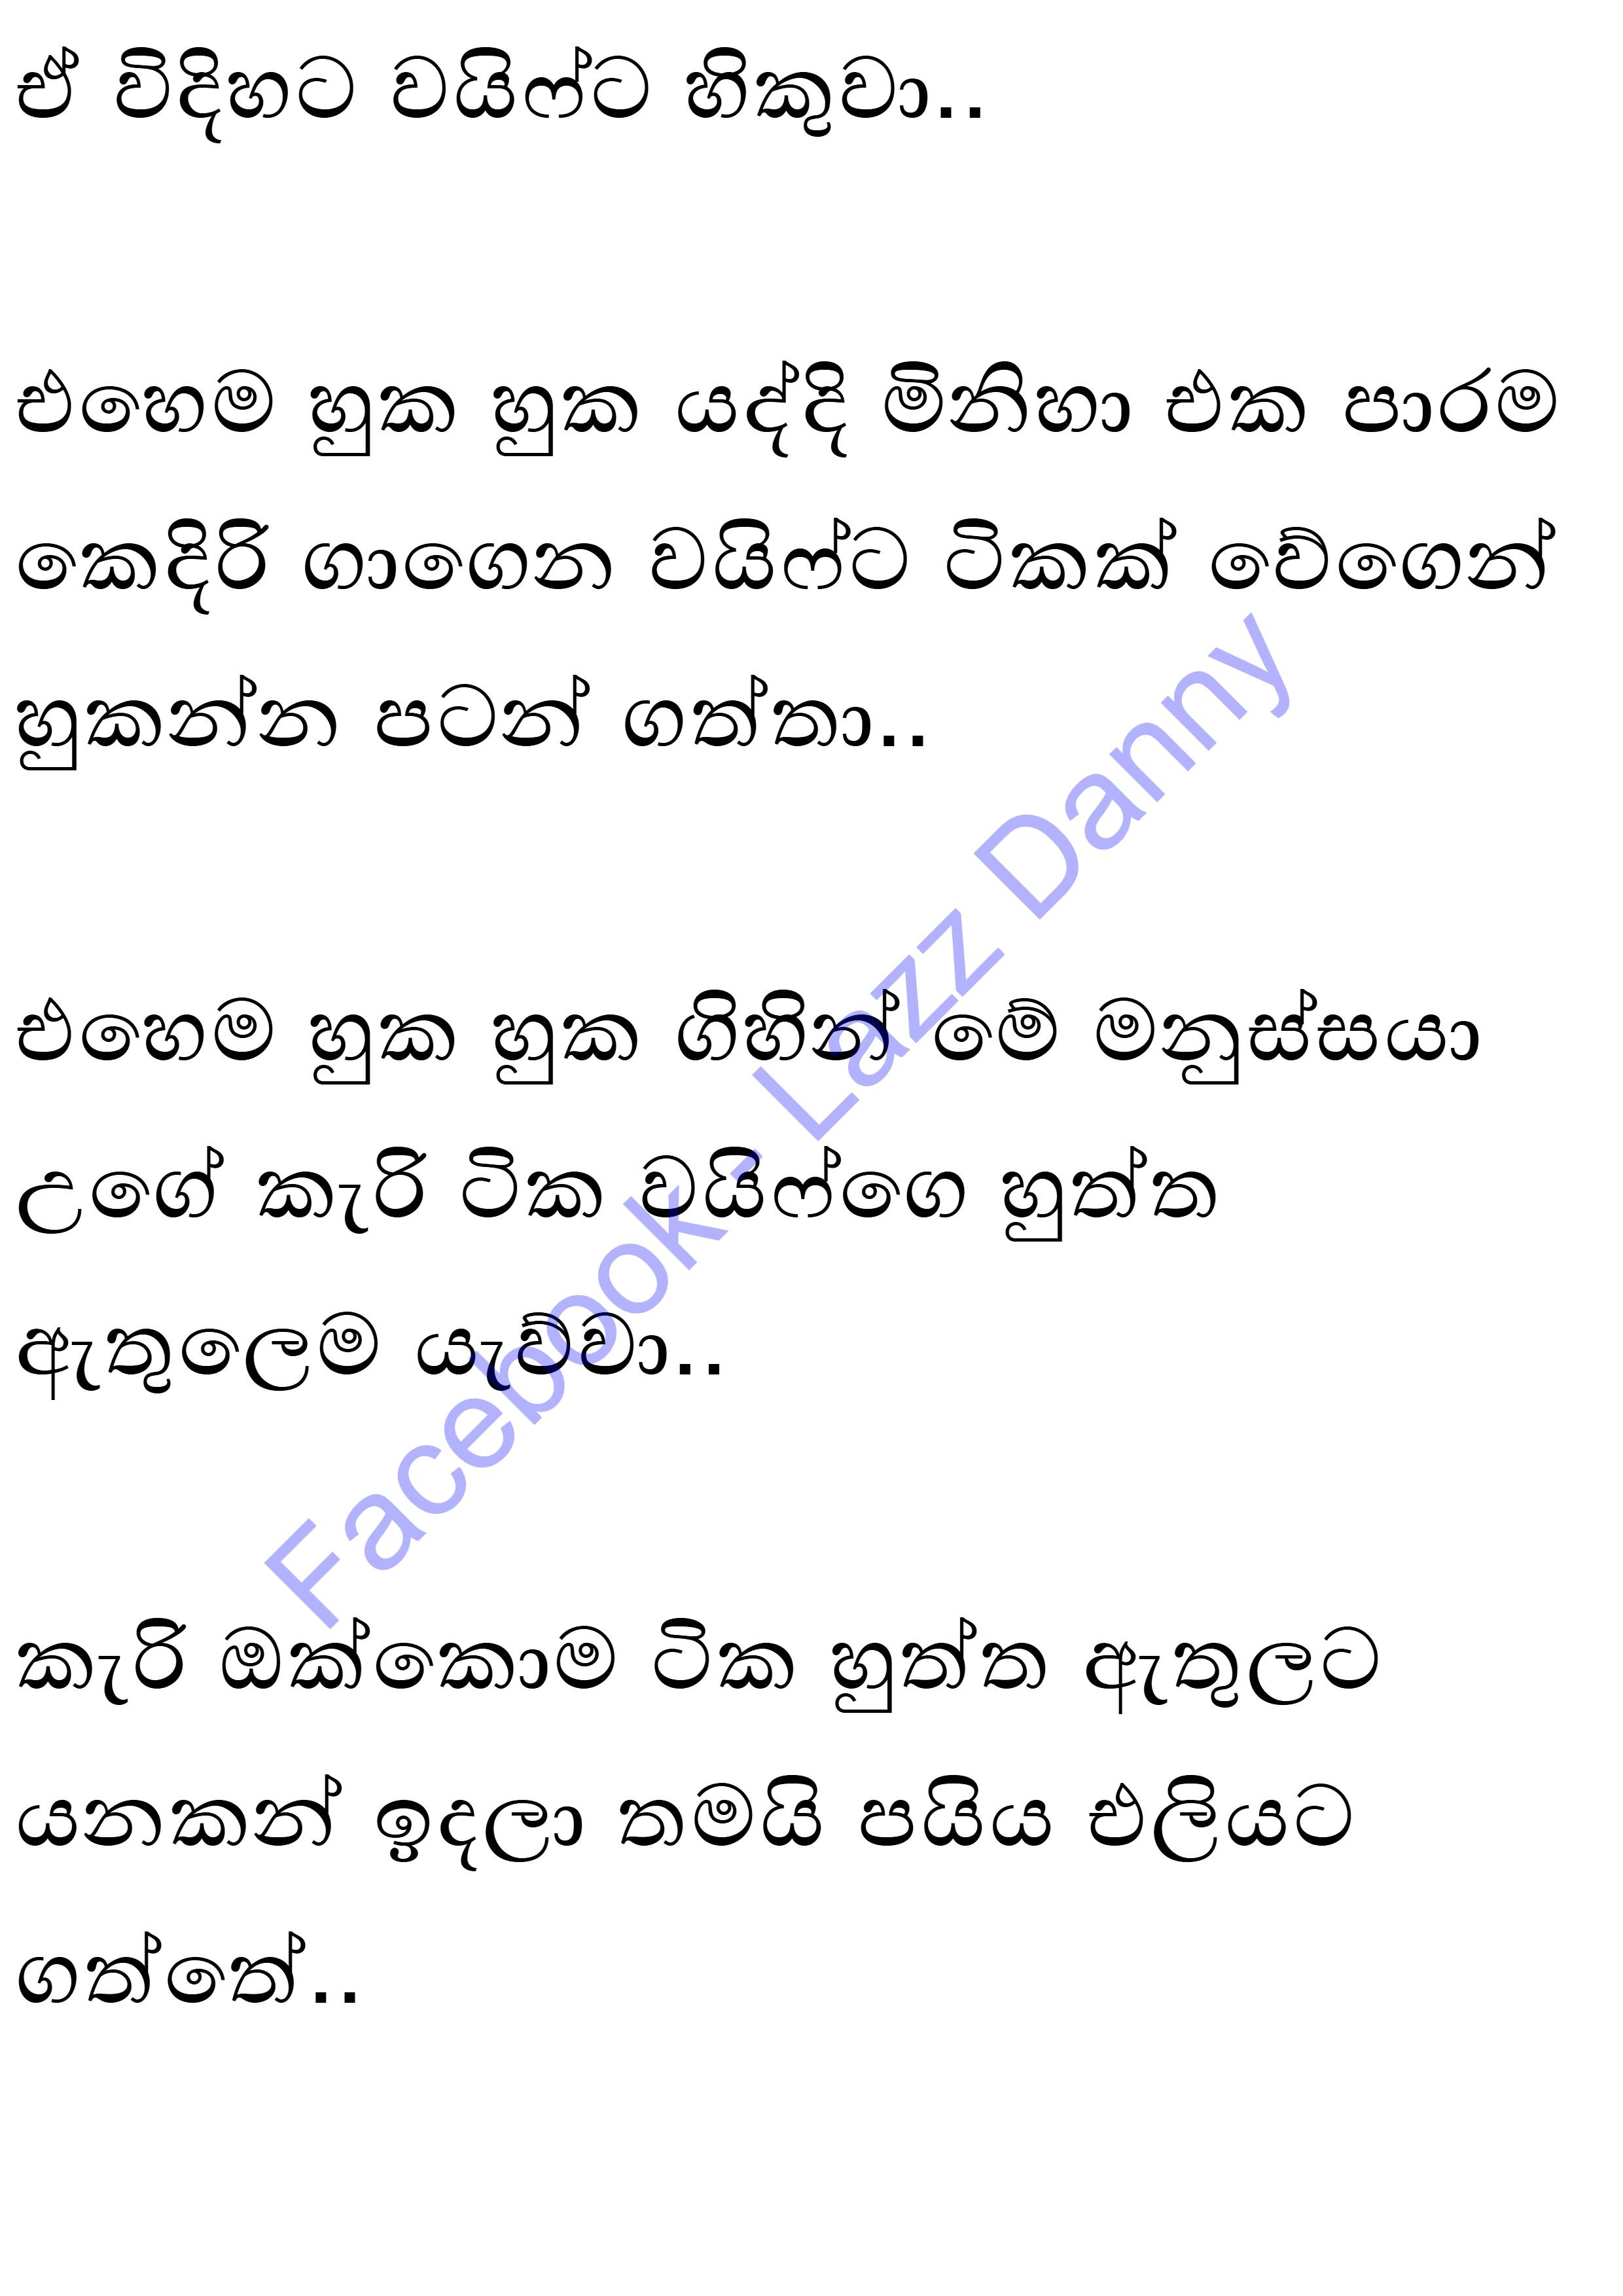 ඒ විදිහට වයිෆ්ට හිකුවා..
එහෙම හුක හුක යද්දි මිනිහා එක පාරම
කෙදිරි ගාගෙන වයිෆ්ට ටිකක් වේගෙන්
හුකන්න පටන් ගත්තා..
එහෙම හුක හුක ගිහින් මේ මනුස්සයා
උගේ කැරි ටික වයිෆ්ගෙ හුත්ත
ඇතුලෙම යැව්වා..
කැරි ඔක්කොම ටික හුත්ත ඇතුලට
යනකන් ඉදලා තමයි පයිය එලියට
ගත්තේ..
Facebook - Lazz Danny